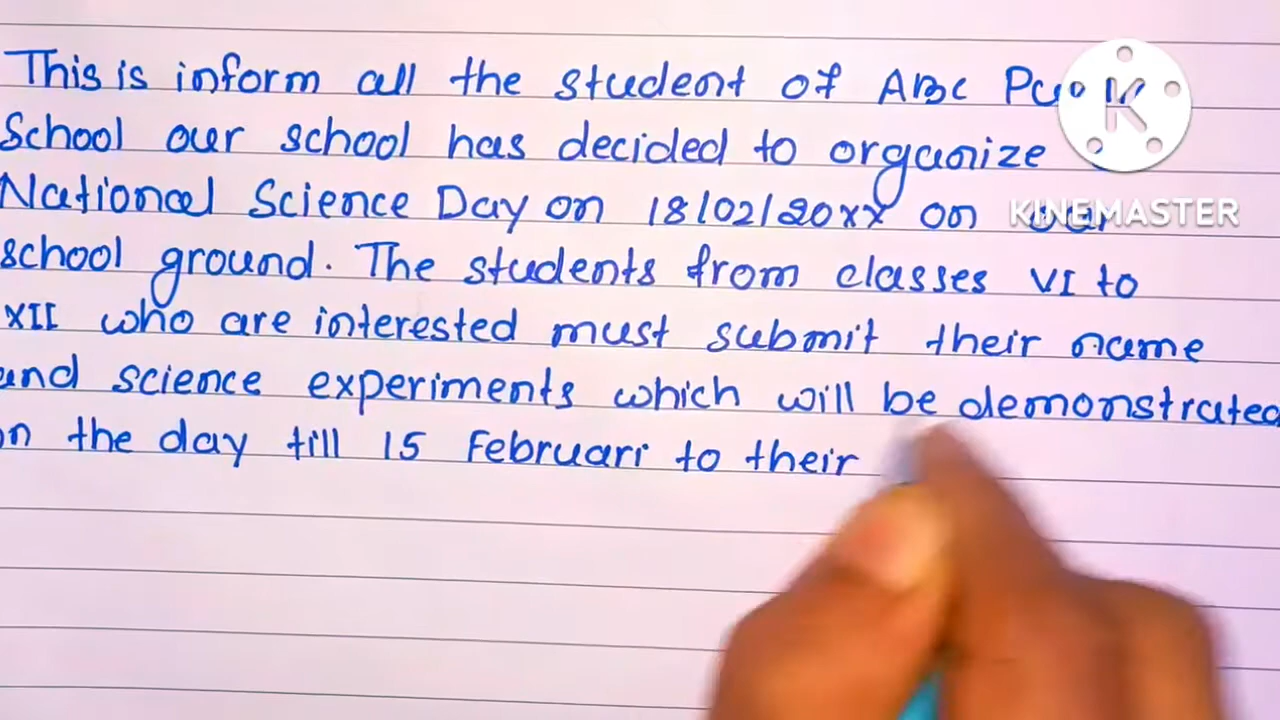 This is inform all the student of ABC
School our school has decided to organize
National Science Day on 18/02/20xx on our
school ground. The students from classes VI to
XII who are interested must submit their name
and science experiments which will be demonstrated
on the day till 15 Februari to their
KINEMASTER